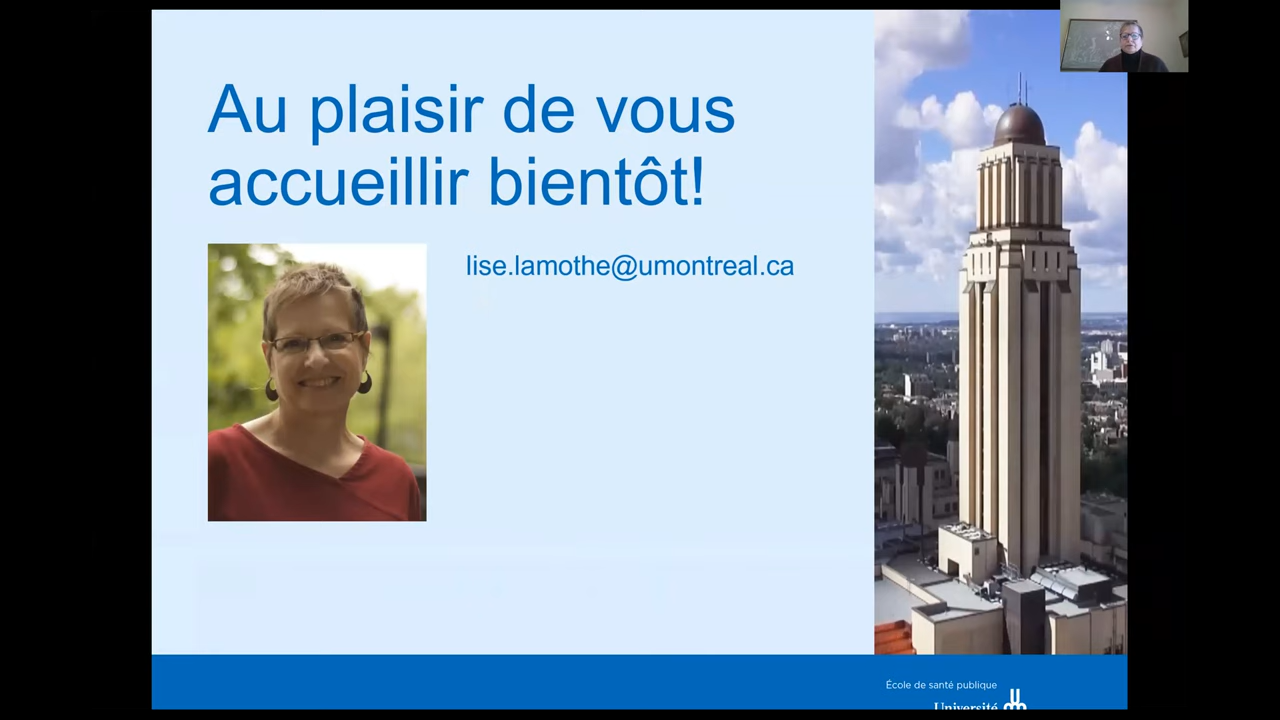 Au plaisir de vous
accueillir bientôt!
lise.lamothe@umontreal.ca
École de santé publique
Université